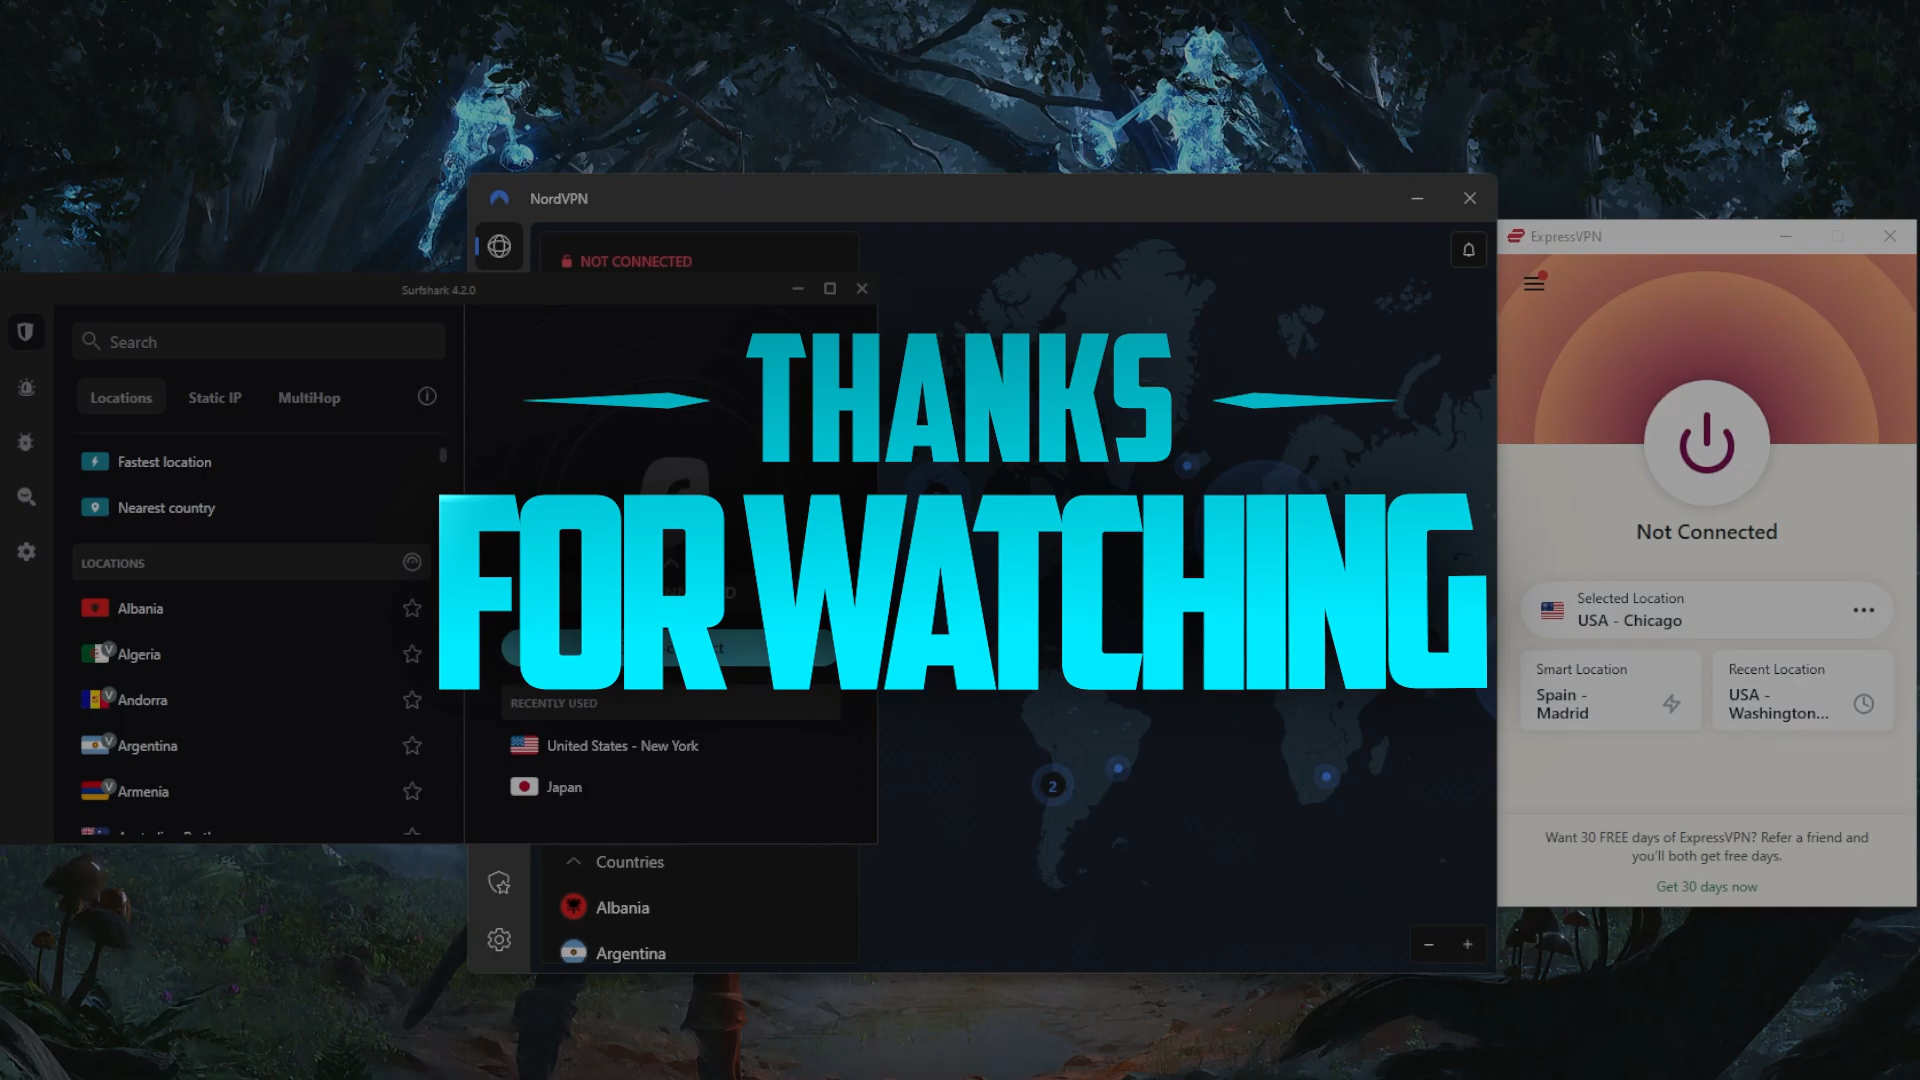 NordVPN
NOT CONNECTED
ExpressVPN
Surfshark 4.2.0
Search
Locations
Static IP
MultiHop
Fastest location
Nearest country
LOCATIONS
Albania
V
Algeria
V
Andorra
V
Argentina
V
Armenia
THANKS
FOR WATCHING
RECENTLY USED
United States - New York
Japan
2
Countries
Albania
Argentina
Not Connected
Selected Location
USA - Chicago
Smart Location
Spain -
Madrid
Recent Location
USA -
Washington...
Want 30 FREE days of ExpressVPN? Refer a friend and
you'll both get free days.
Get 30 days now